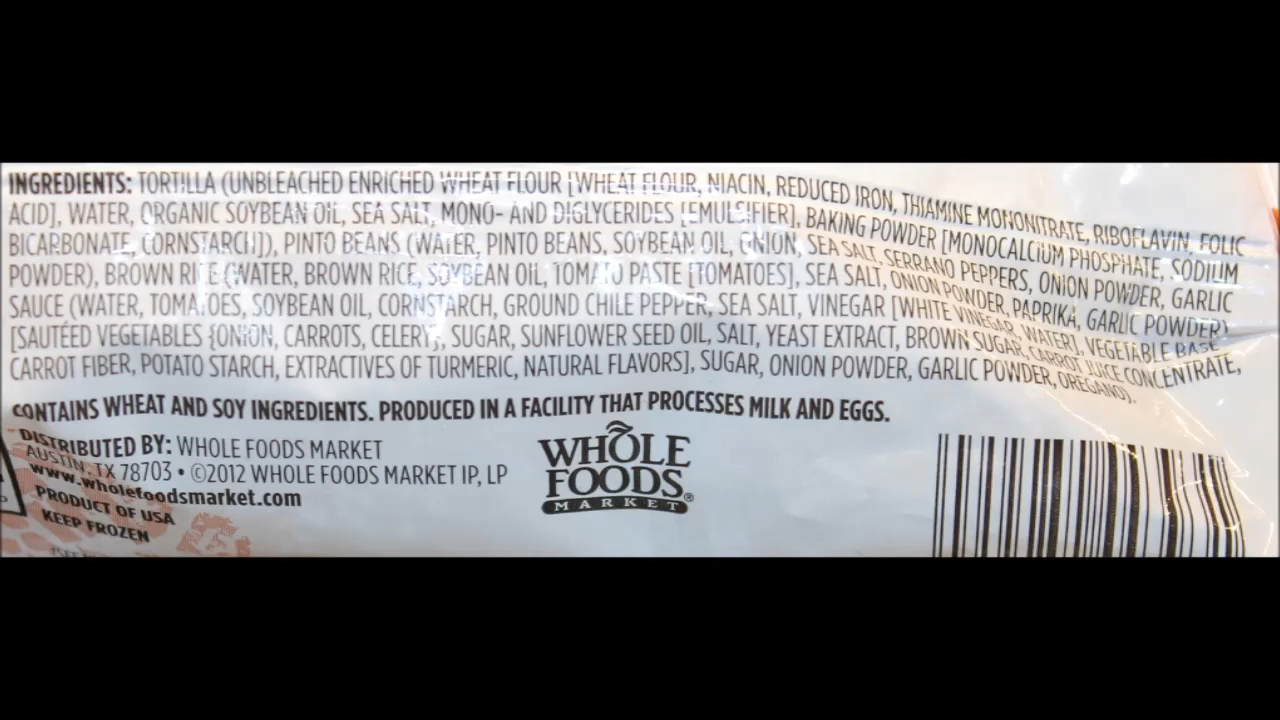 INGREDIENTS: TORTILLA (UNBLEACHED ENRICHED WHEAT FLOUR [WHEAT FLOUR, NIACIN, REDUCED IRON, THIAMINE MONONITRATE, RIBOFLAVIN, FOLIC
ACID], WATER, ORGANIC SOYBEAN OIL, SEA SALT, MONO- AND DIGLYCERIDES [EMULSIFIER], BAKING POWDER [MONOCALCIUM PHOSPHATE, SODIUM
BICARBONATE, CORNSTARCH]), PINTO BEANS (WATER, PINTO BEANS, SOYBEAN OIL, ONION, SEA SALT, SERRANO PEPPERS, ONION POWDER, GARLIC
POWDER), BROWN RICE (WATER, BROWN RICE, SOYBEAN OIL, TOMATO PASTE [TOMATOES], SEA SALT, ONION POWDER, PAPRIKA, GARLIC POWDER)
SAUCE (WATER, TOMATOES, SOYBEAN OIL, CORNSTARCH, GROUND CHILE PEPPER, SEA SALT, VINEGAR [WHITE VINEGAR, WATER], VEGETABLE BASE
[SAUTÉED VEGETABLES {ONION, CARROTS, CELERY}, SUGAR, SUNFLOWER SEED OIL, SALT, YEAST EXTRACT, BROWN SUGAR, CARROT JUICE CONCENTRATE,
CARROT FIBER, POTATO STARCH, EXTRACTIVES OF TURMERIC, NATURAL FLAVORS], SUGAR, ONION POWDER, GARLIC POWDER, OREGANO).
CONTAINS WHEAT AND SOY INGREDIENTS. PRODUCED IN A FACILITY THAT PROCESSES MILK AND EGGS.
DISTRIBUTED BY: WHOLE FOODS MARKET
AUSTIN, TX 78703 • ©2012 WHOLE FOODS MARKET IP, LP
www.wholefoodsmarket.com
PRODUCT OF USA
KEEP FROZEN
WHOLE
FOODS®
MARKET